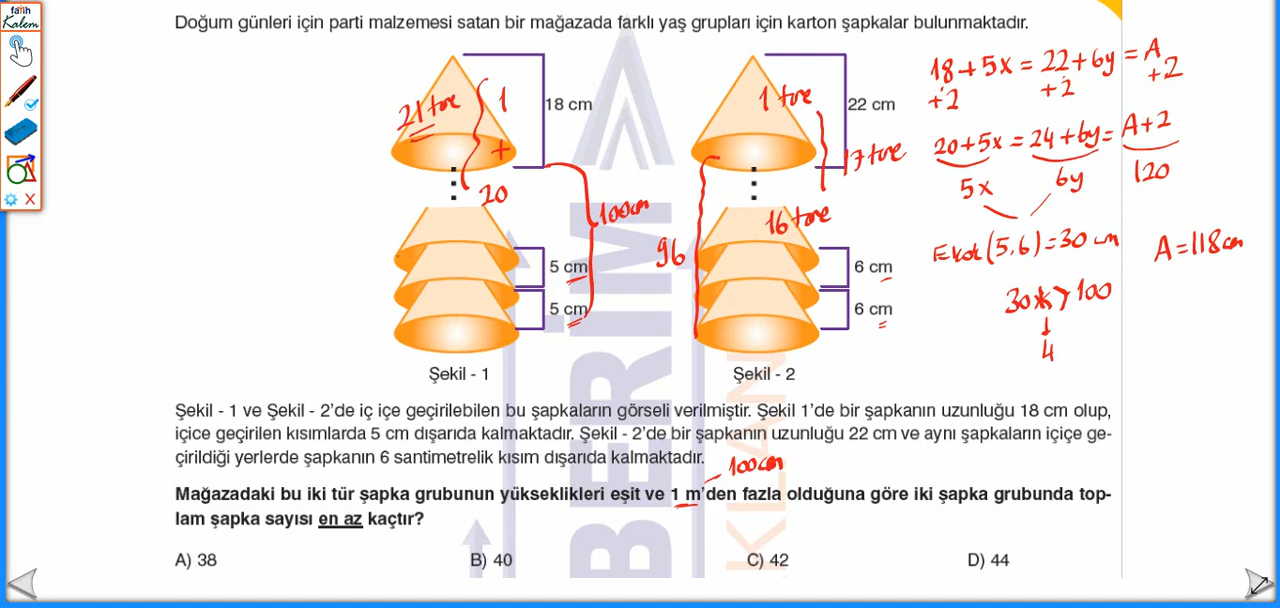 fatih
Kalem
Doğum günleri için parti malzemesi satan bir mağazada farklı yaş grupları için karton şapkalar bulunmaktadır.
21 tane
1
+
20
18 cm
100cm
5 cm
5 cm
Şekil - 1
1 tane
22 cm
17 tane
16 tane
96
6 cm
6 cm
Şekil - 2
18+5x = 22+6y = A
+2 +2 +2
20+5x = 24+6y = A+2
5x 6y 120
Ekok(5,6)=30 cm
A=118cm
30k > 100
4
BERİM
KLAN
Şekil - 1 ve Şekil - 2'de iç içe geçirilebilen bu şapkaların görseli verilmiştir. Şekil 1'de bir şapkanın uzunluğu 18 cm olup,
içice geçirilen kısımlarda 5 cm dışarıda kalmaktadır. Şekil - 2'de bir şapkanın uzunluğu 22 cm ve aynı şapkaların içiçe ge-
çirildiği yerlerde şapkanın 6 santimetrelik kısım dışarıda kalmaktadır.
100cm
Mağazadaki bu iki tür şapka grubunun yükseklikleri eşit ve 1 m'den fazla olduğuna göre iki şapka grubunda top-
lam şapka sayısı en az kaçtır?
A) 38 B) 40 C) 42 D) 44